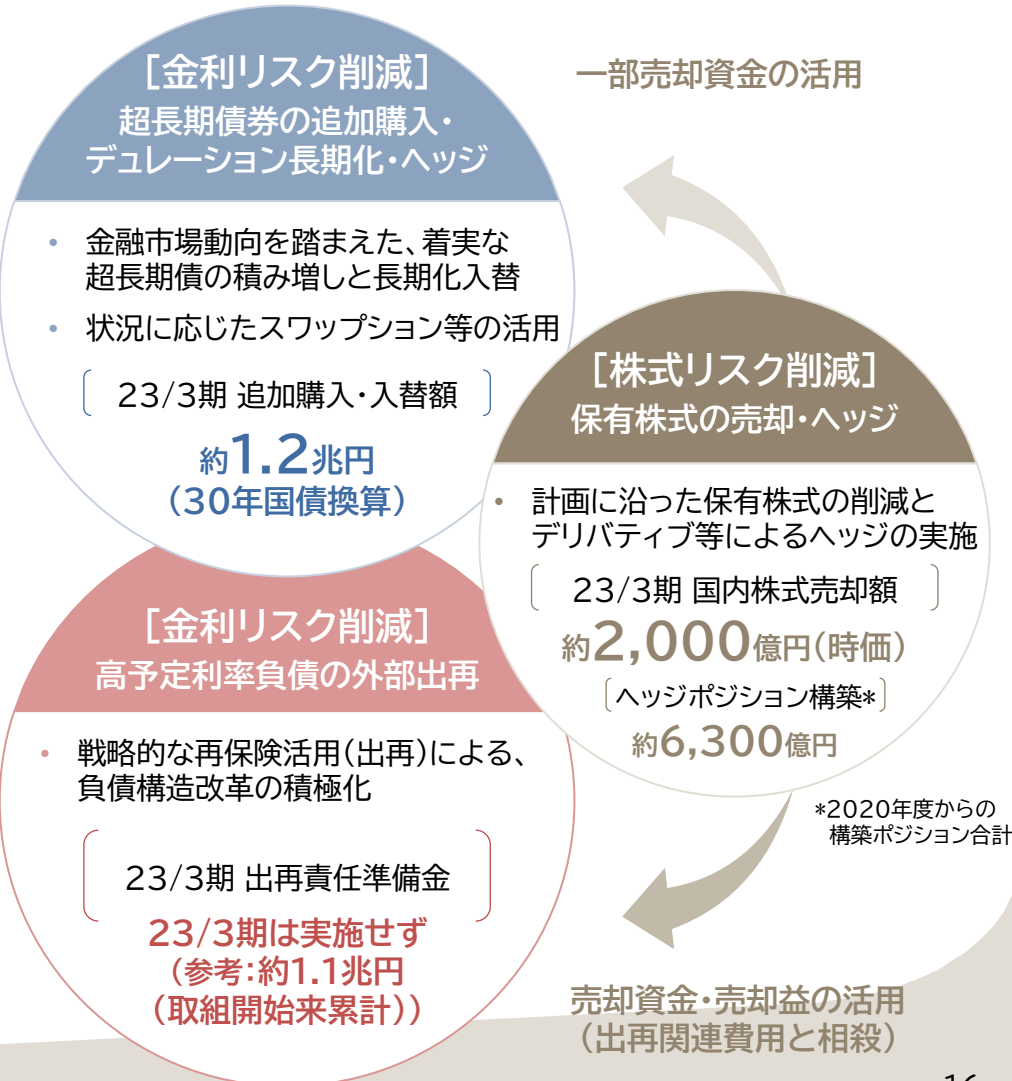 [金利リスク削減]
超長期債券の追加購入・
デュレーション長期化・ヘッジ
• 金融市場動向を踏まえた、着実な
超長期債の積み増しと長期化入替
• 状況に応じたスワップション等の活用
23/3期 追加購入・入替額
約1.2兆円
(30年国債換算)
一部売却資金の活用
[株式リスク削減]
保有株式の売却・ヘッジ
• 計画に沿った保有株式の削減と
デリバティブ等によるヘッジの実施
23/3期 国内株式売却額
約2,000億円(時価)
[ヘッジポジション構築*]
約6,300億円
*2020年度からの
構築ポジション合計
[金利リスク削減]
高予定利率負債の外部出再
• 戦略的な再保険活用(出再)による、
負債構造改革の積極化
23/3期 出再責任準備金
23/3期は実施せず
(参考:約1.1兆円
(取組開始来累計))
売却資金・売却益の活用
(出再関連費用と相殺)